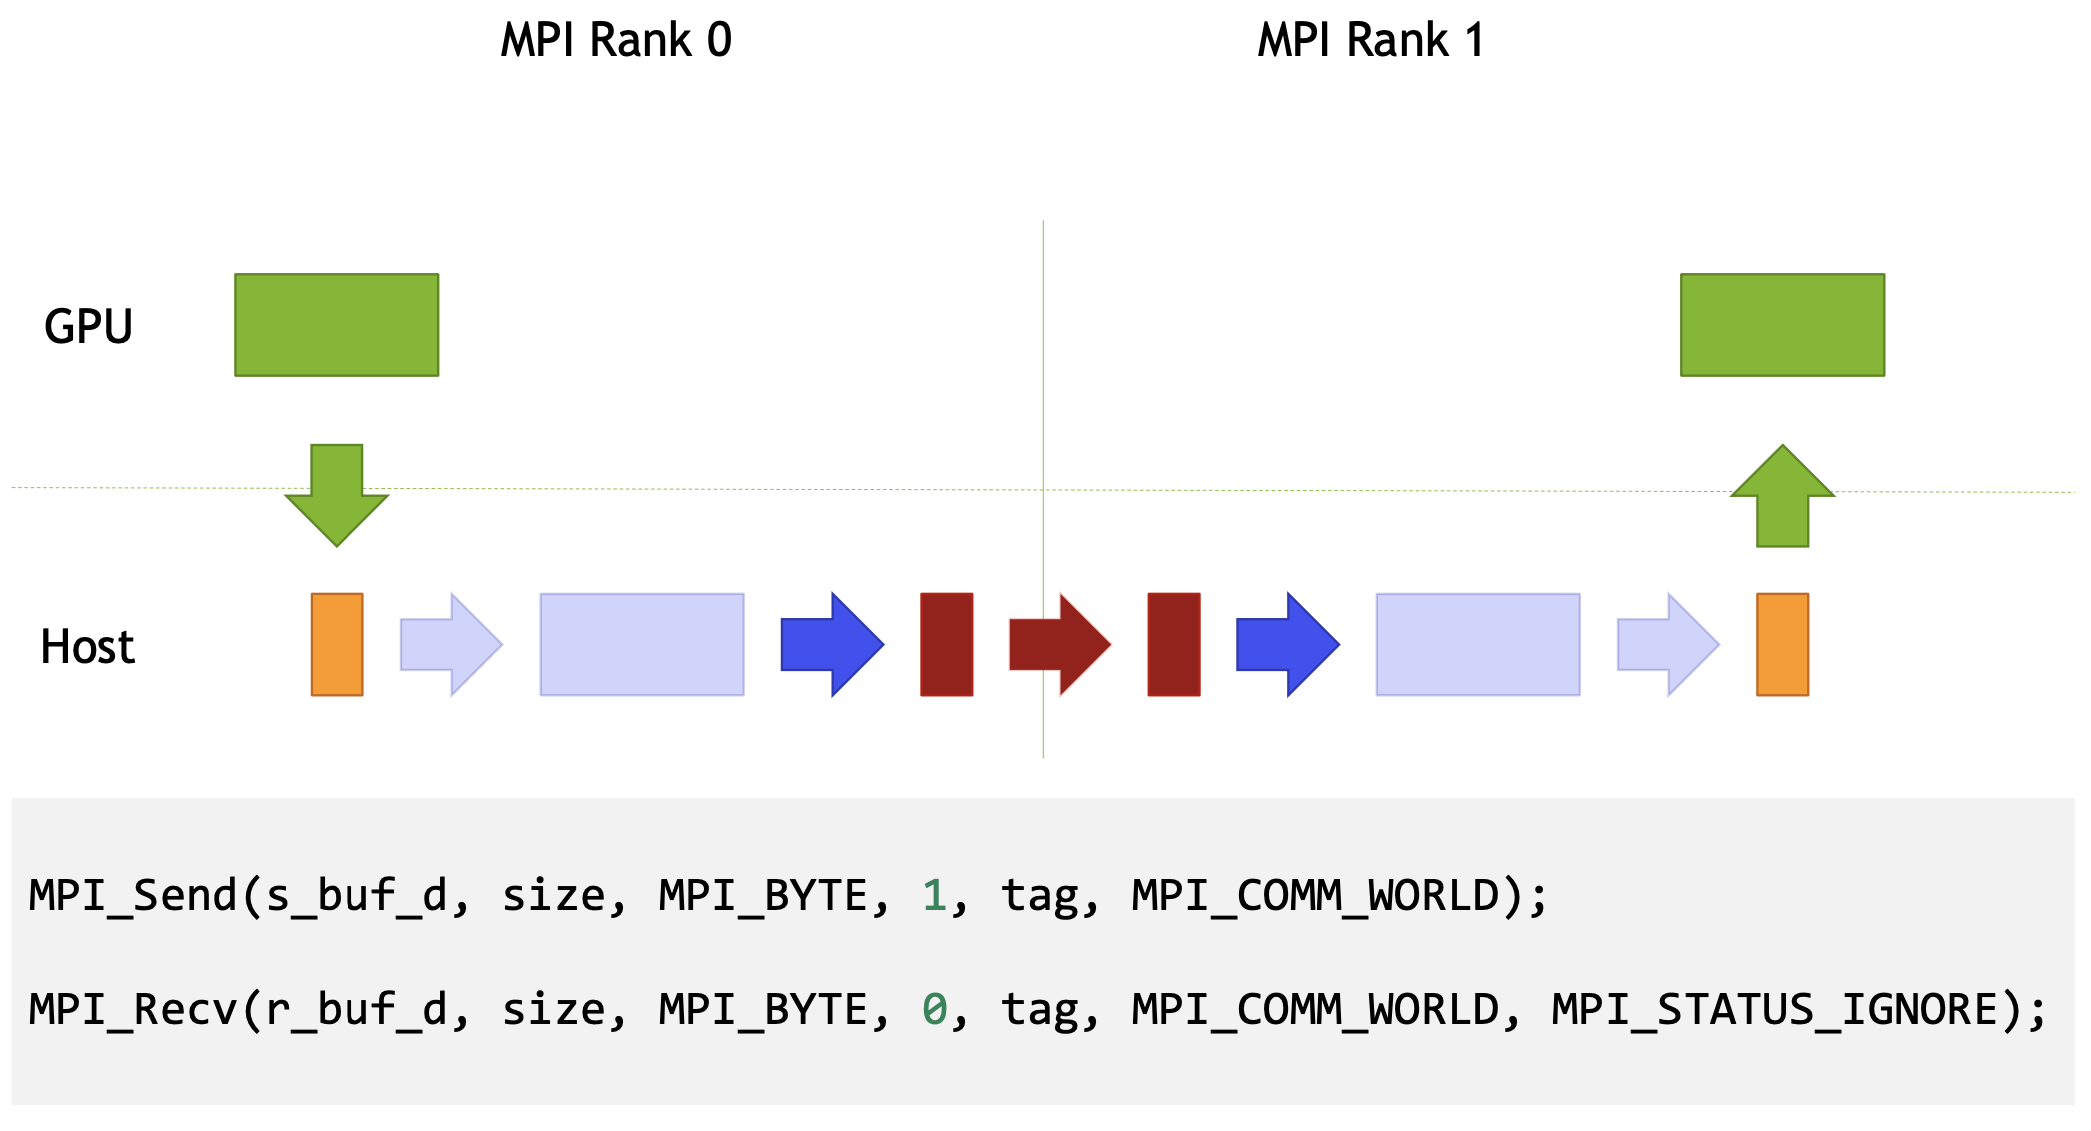 MPI Rank 0
MPI Rank 1
GPU
Host
MPI_Send(s_buf_d, size, MPI_BYTE, 1, tag, MPI_COMM_WORLD);
MPI_Recv(r_buf_d, size, MPI_BYTE, 0, tag, MPI_COMM_WORLD, MPI_STATUS_IGNORE);